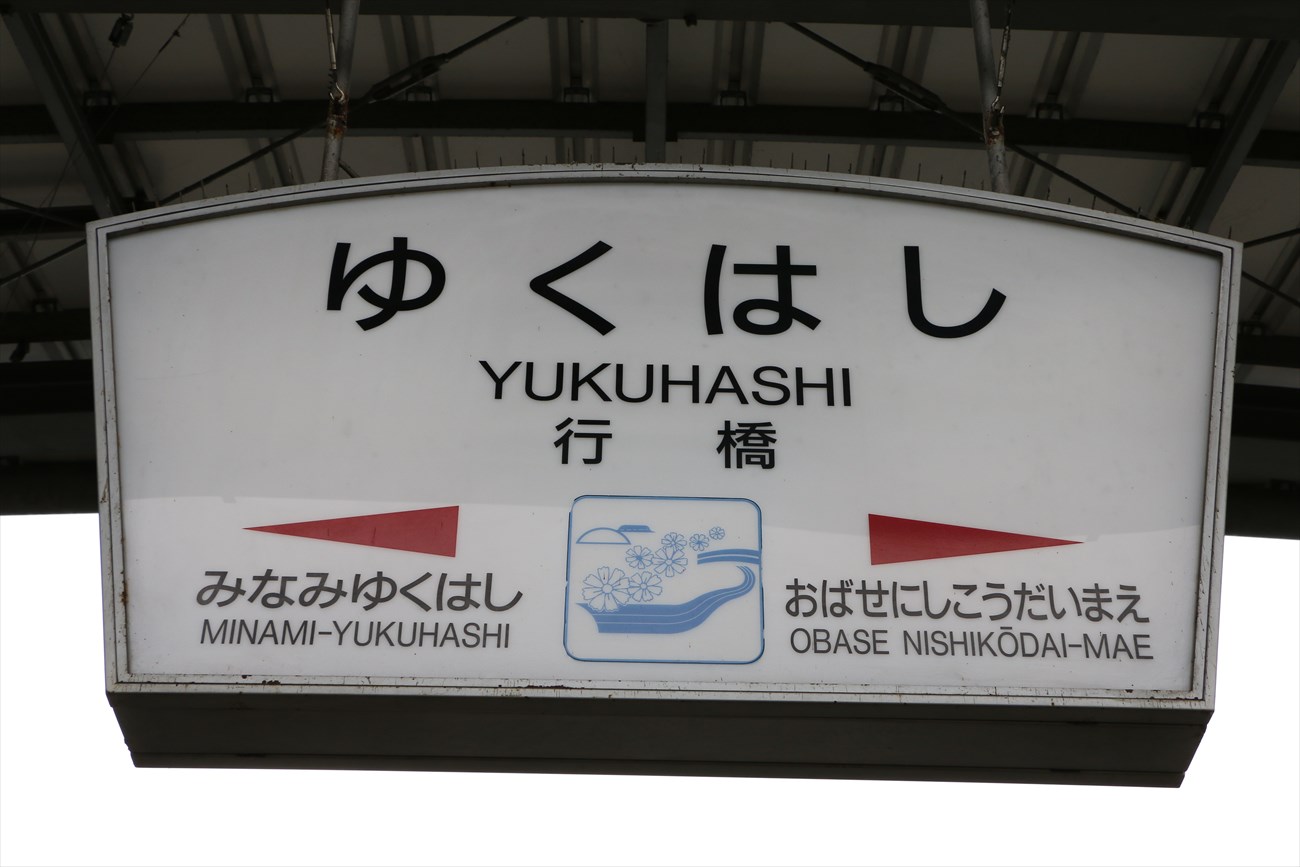 ゆくはし
YUKUHASHI
行橋
みなみゆくはし
MINAMI-YUKUHASHI
おばせにしこうだいまえ
OBASE NISHIKŌDAI-MAE